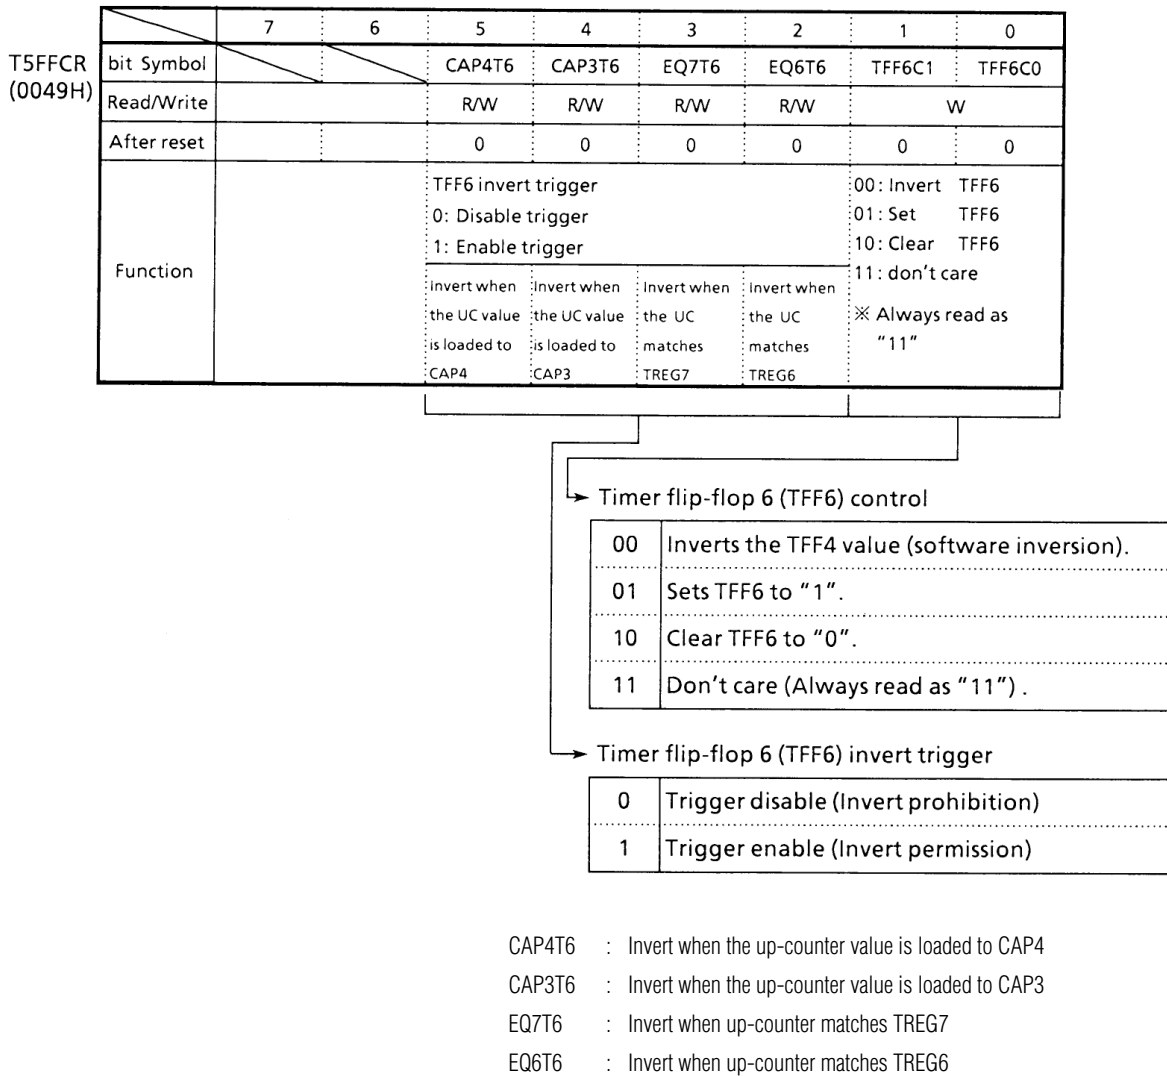 7 6 5 4 3 2 1 0
T5FFCR
(0049H)
bit Symbol CAP4T6 CAP3T6 EQ7T6 EQ6T6 TFF6C1 TFF6C0
Read/Write R/W R/W R/W R/W W
After reset 0 0 0 0 0 0
Function
TFF6 invert trigger
0: Disable trigger
1: Enable trigger
Invert when
the UC value
is loaded to
CAP4
Invert when
the UC value
is loaded to
CAP3
Invert when
the UC
matches
TREG7
Invert when
the UC
matches
TREG6
00: Invert TFF6
01: Set TFF6
10: Clear TFF6
11: don't care
※ Always read as
"11"
Timer flip-flop 6 (TFF6) control
00 Inverts the TFF4 value (software inversion).
01 Sets TFF6 to "1".
10 Clear TFF6 to "0".
11 Don't care (Always read as "11") .
Timer flip-flop 6 (TFF6) invert trigger
0 Trigger disable (Invert prohibition)
1 Trigger enable (Invert permission)
CAP4T6 : Invert when the up-counter value is loaded to CAP4
CAP3T6 : Invert when the up-counter value is loaded to CAP3
EQ7T6 : Invert when up-counter matches TREG7
EQ6T6 : Invert when up-counter matches TREG6